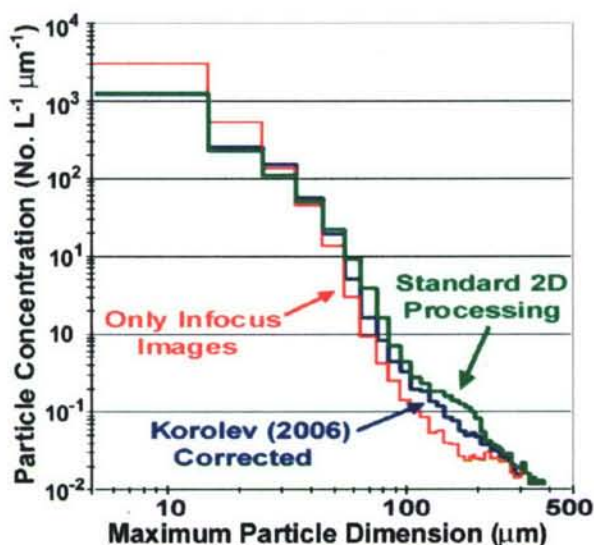 Particle Concentration (No. L⁻¹ μm⁻¹)
10⁴
10³
10²
10¹
10
10⁻¹
10⁻²
Standard 2D
Processing
Only Infocus
Images
Korolev (2006)
Corrected
10
100
500
Maximum Particle Dimension (μm)